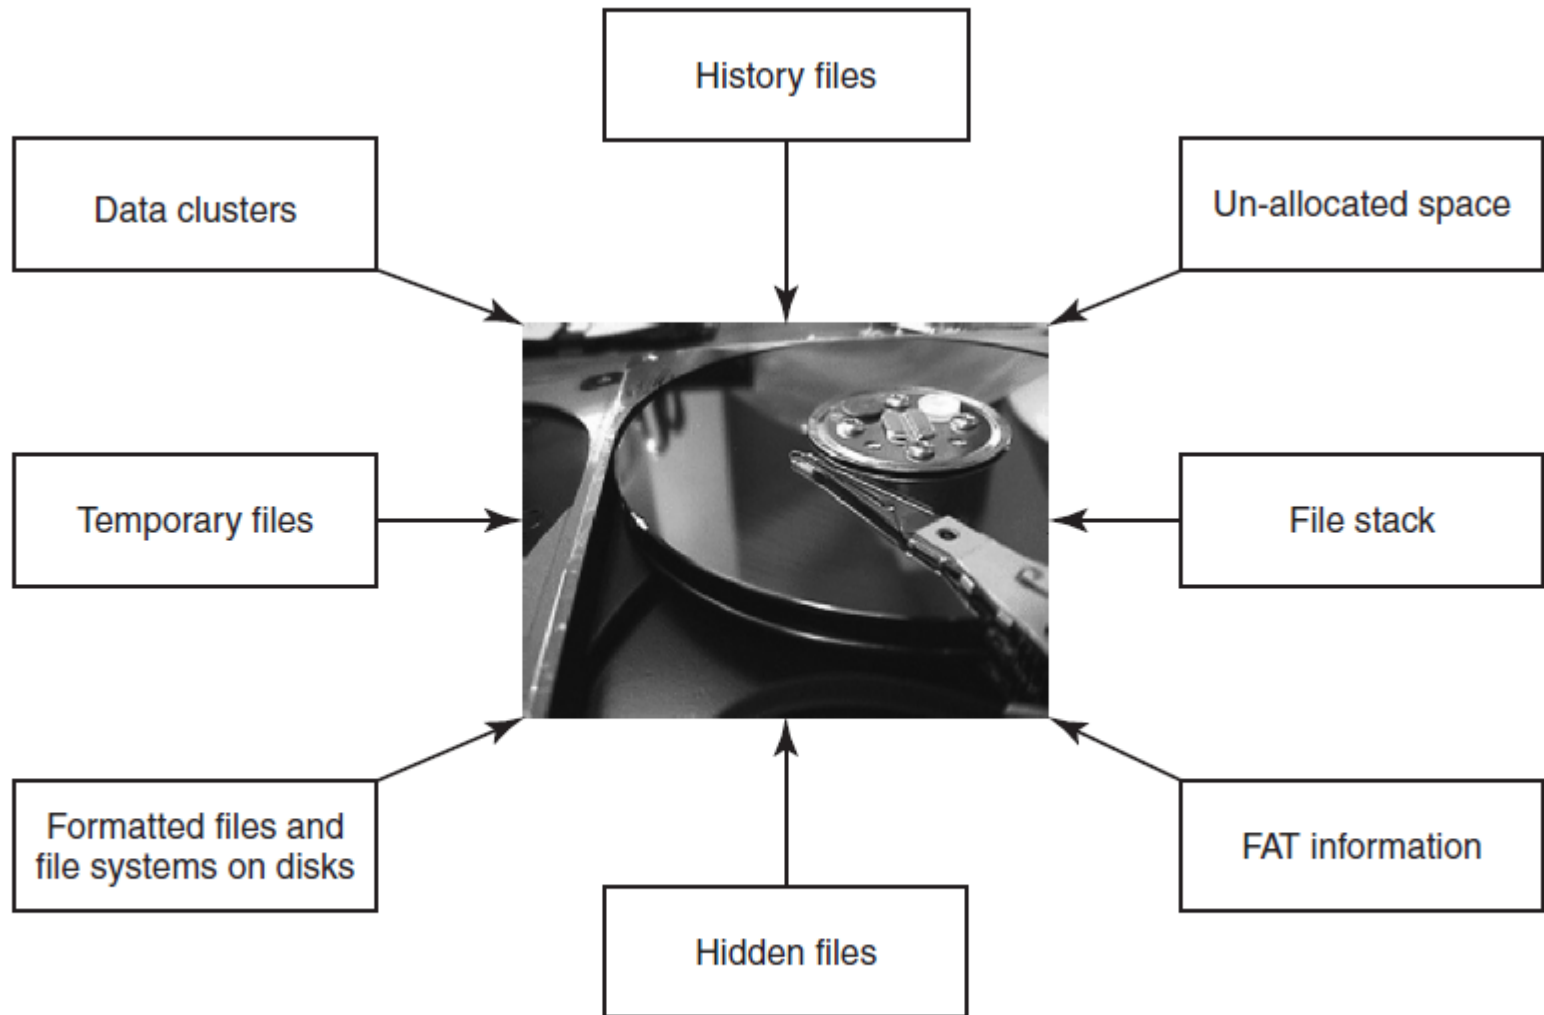 History files
Data clusters
Un-allocated space
Temporary files
File stack
Formatted files and
file systems on disks
FAT information
Hidden files